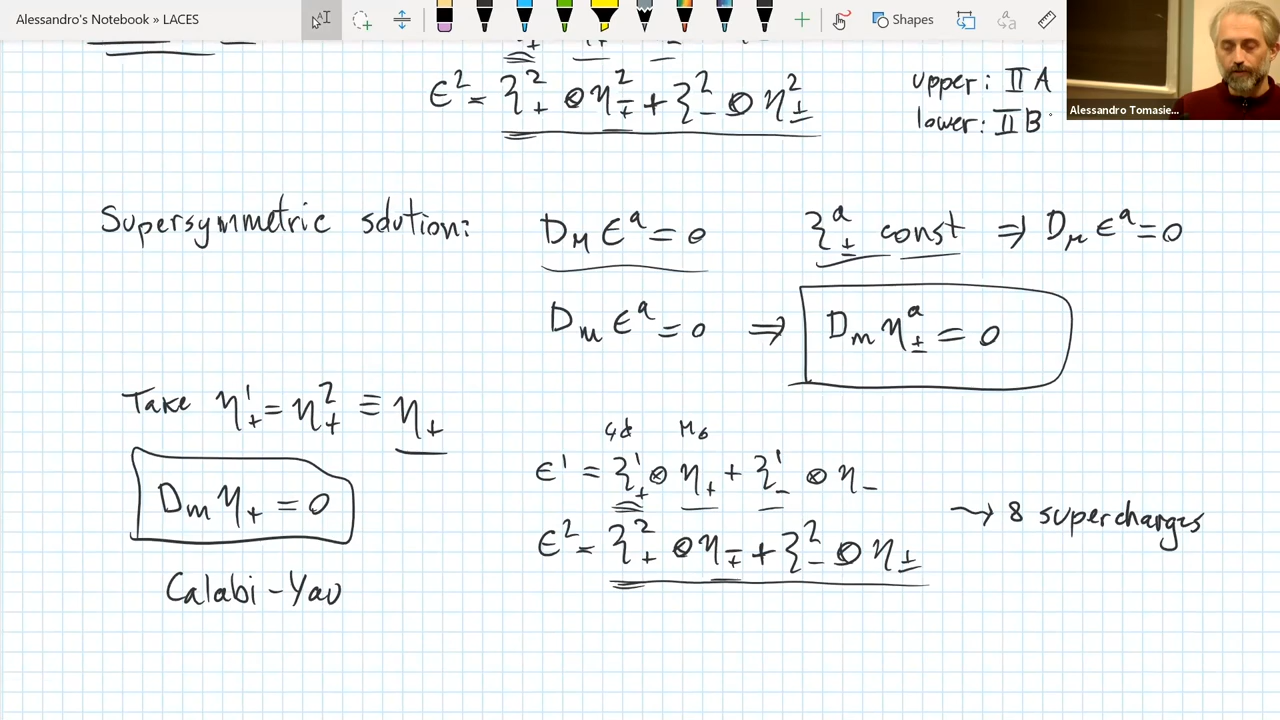 Alessandro's Notebook » LACES
Shapes
Alessandro Tomasie...
ϵ² = ξ²₊ ⊗ η²∓ + ξ²₋ ⊗ η²±
upper: IIA
lower: IIB
Supersymmetric solution:
D_M ϵᵃ = 0
ξᵃ± const ⇒ D_μ ϵᵃ = 0
D_m ϵᵃ = 0 ⇒ D_m ηᵃ± = 0
Take η¹₊ = η²₊ ≡ η₊
4d M₆
D_m η₊ = 0
ϵ¹ = ξ¹₊ ⊗ η₊ + ξ¹₋ ⊗ η₋
ϵ² = ξ²₊ ⊗ η∓ + ξ²₋ ⊗ η±
⇝ 8 supercharges
Calabi-Yau